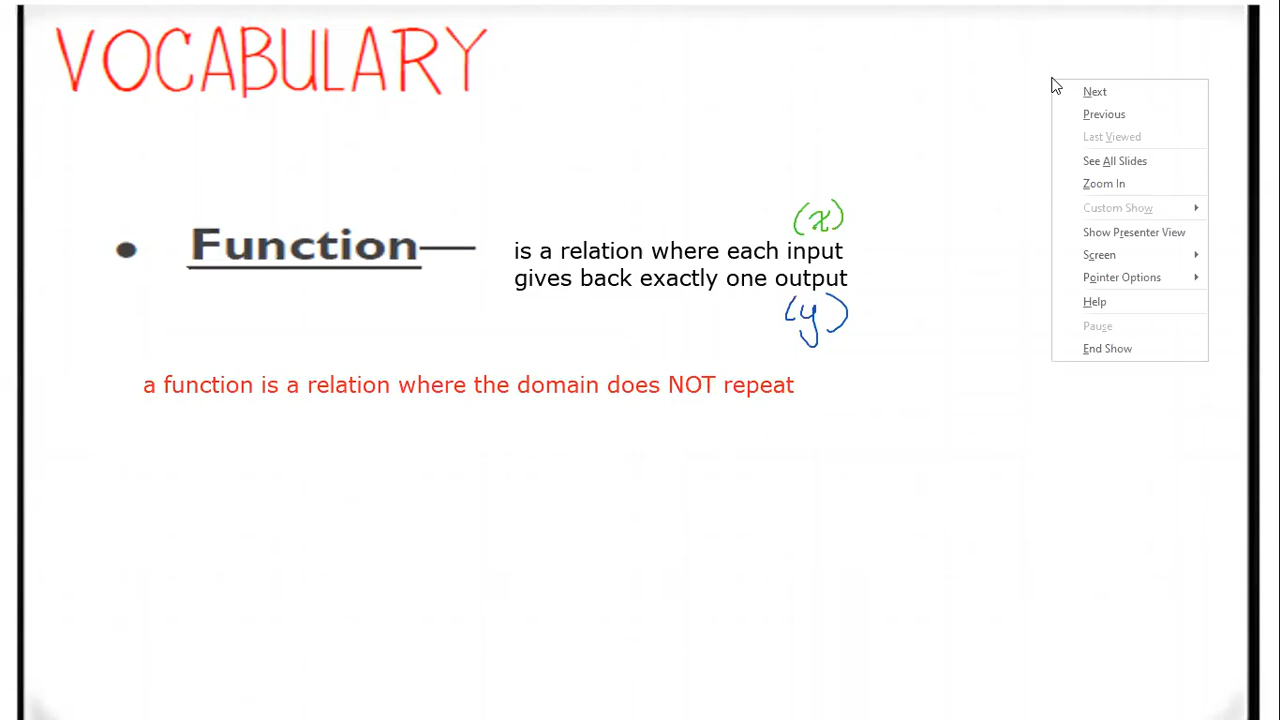 VOCABULARY
• Function— is a relation where each input
(x)
gives back exactly one output
(y)
a function is a relation where the domain does NOT repeat
Next
Previous
Last Viewed
See All Slides
Zoom In
Custom Show
Show Presenter View
Screen
Pointer Options
Help
Pause
End Show